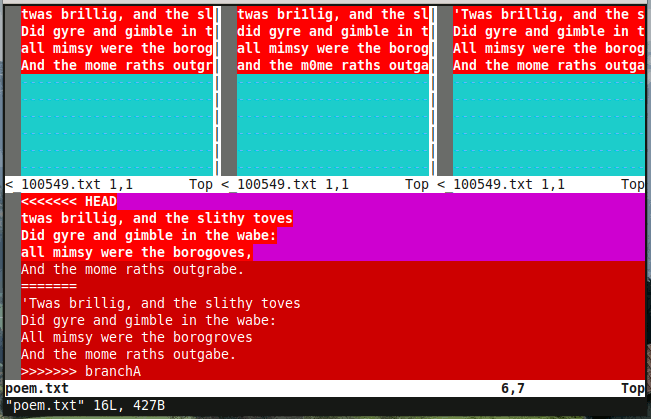 twas brillig, and the sl| twas bri1lig, and the sl| 'Twas brillig, and the s
Did gyre and gimble in t| did gyre and gimble in t| Did gyre and gimble in t
all mimsy were the borog| all mimsy were the borog| All mimsy were the borog
And the mome raths outgr| and the m0me raths outga| And the mome raths outga
<_100549.txt 1,1 Top <_100549.txt 1,1 Top <_100549.txt 1,1 Top
<<<<<<< HEAD
twas brillig, and the slithy toves
Did gyre and gimble in the wabe:
all mimsy were the borogoves,
And the mome raths outgrabe.
=======
'Twas brillig, and the slithy toves
Did gyre and gimble in the wabe:
All mimsy were the borogroves
And the mome raths outgabe.
>>>>>>> branchA
poem.txt 6,7 Top
"poem.txt" 16L, 427B